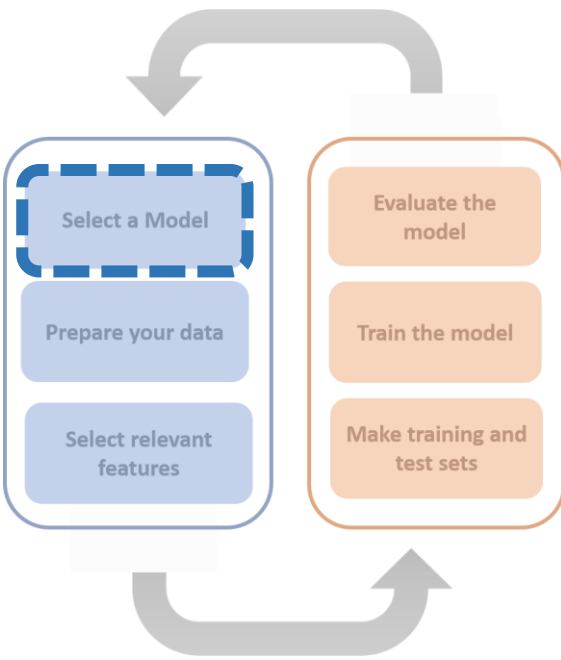 Select a Model
Prepare your data
Select relevant
features
Evaluate the
model
Train the model
Make training and
test sets